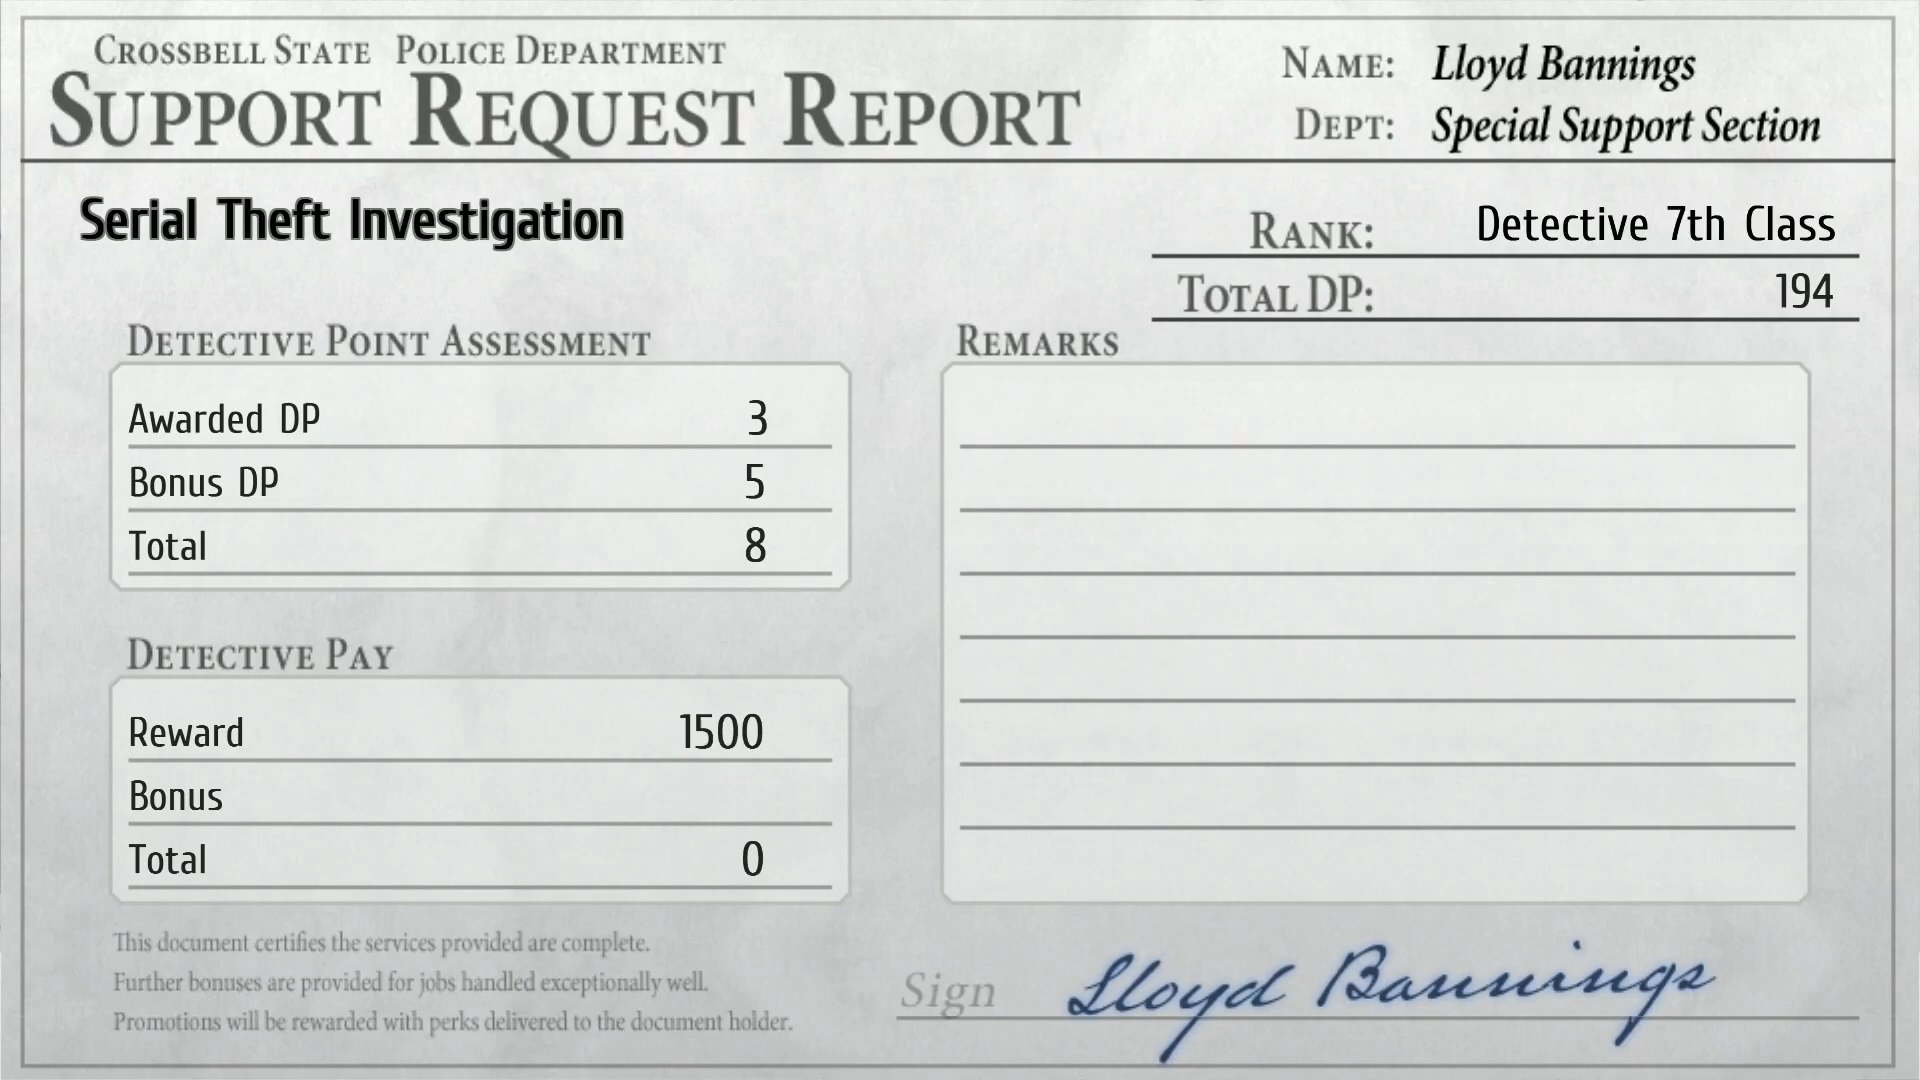 Crossbell State Police Department
Support Request Report
Name: Lloyd Bannings
Dept: Special Support Section
Serial Theft Investigation
Rank: Detective 7th Class
Total DP: 194
Detective Point Assessment
Awarded DP 3
Bonus DP 5
Total 8
Remarks
Detective Pay
Reward 1500
Bonus
Total 0
This document certifies the services provided are complete.
Further bonuses are provided for jobs handled exceptionally well.
Promotions will be rewarded with perks delivered to the document holder.
Sign Lloyd Bannings